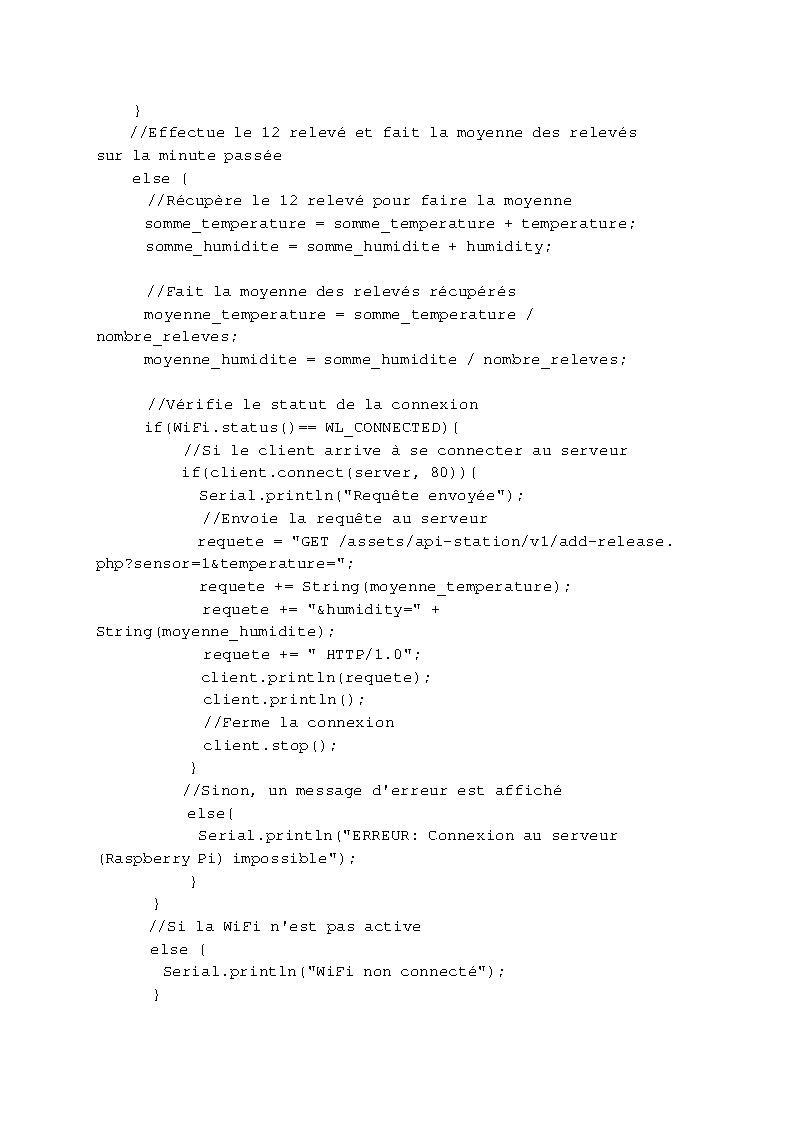 }
//Effectue le 12 relevé et fait la moyenne des relevés
sur la minute passée
else {
//Récupère le 12 relevé pour faire la moyenne
somme_temperature = somme_temperature + temperature;
somme_humidite = somme_humidite + humidity;
//Fait la moyenne des relevés récupérés
moyenne_temperature = somme_temperature /
nombre_releves;
moyenne_humidite = somme_humidite / nombre_releves;
//Vérifie le statut de la connexion
if(WiFi.status()== WL_CONNECTED){
//Si le client arrive à se connecter au serveur
if(client.connect(server, 80)){
Serial.println("Requête envoyée");
//Envoie la requête au serveur
requete = "GET /assets/api-station/v1/add-release.
php?sensor=1&temperature=";
requete += String(moyenne_temperature);
requete += "&humidity=" +
String(moyenne_humidite);
requete += " HTTP/1.0";
client.println(requete);
client.println();
//Ferme la connexion
client.stop();
}
//Sinon, un message d'erreur est affiché
else{
Serial.println("ERREUR: Connexion au serveur
(Raspberry Pi) impossible");
}
}
//Si la WiFi n'est pas active
else {
Serial.println("WiFi non connecté");
}